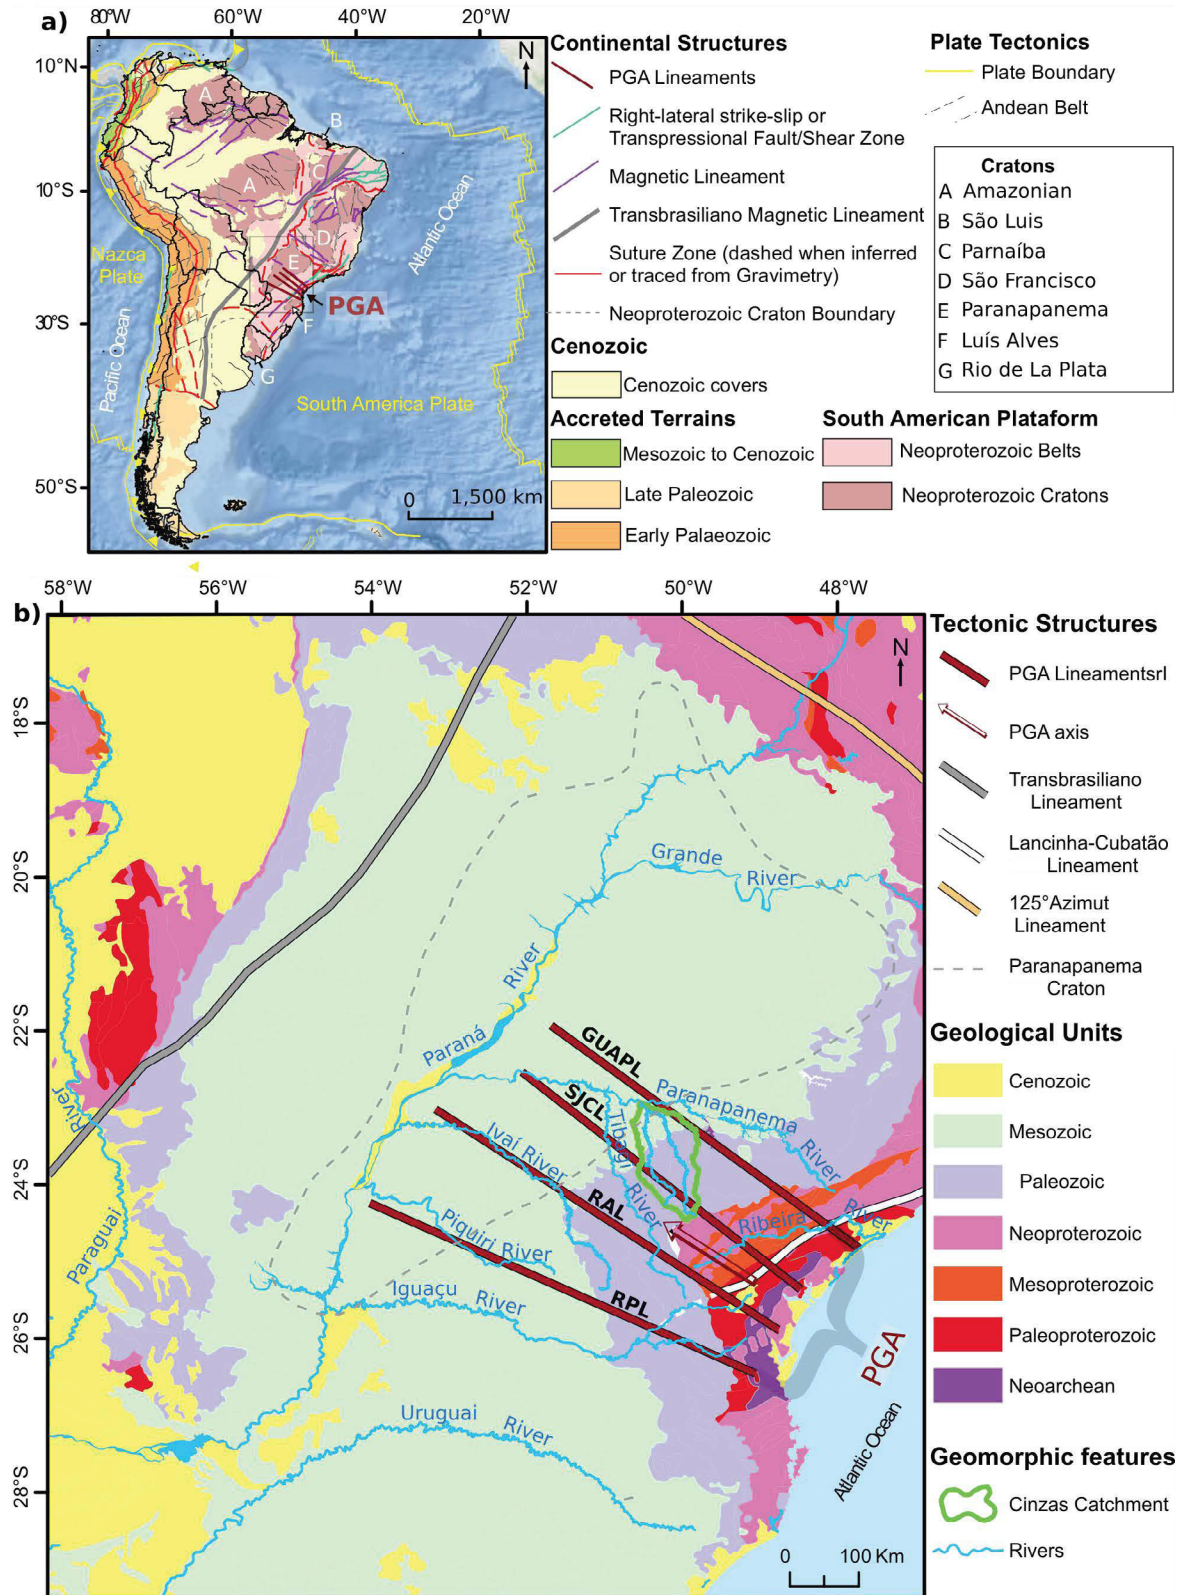 a)
80°W 60°W 40°W 20°W
10°N
10°S
30°S
50°S
N
A
B
C
A
D
E
F
G
PGA
Nazca
Plate
Pacific Ocean
Atlantic Ocean
South America Plate
0 1,500 km
Continental Structures
PGA Lineaments
Right-lateral strike-slip or
Transpressional Fault/Shear Zone
Magnetic Lineament
Transbrasiliano Magnetic Lineament
Suture Zone (dashed when inferred
or traced from Gravimetry)
Neoproterozoic Craton Boundary
Cenozoic
Cenozoic covers
Accreted Terrains
Mesozoic to Cenozoic
Late Paleozoic
Early Palaeozoic
South American Plataform
Neoproterozoic Belts
Neoproterozoic Cratons
Plate Tectonics
Plate Boundary
Andean Belt
Cratons
A Amazonian
B São Luis
C Parnaíba
D São Francisco
E Paranapanema
F Luís Alves
G Rio de La Plata
b)
58°W 56°W 54°W 52°W 50°W 48°W
18°S
20°S
22°S
24°S
26°S
28°S
N
Grande
River
River
Paraná
GUAPL
SJCL
Paranapanema
River
Tibagi
River
Ivaí River
RAL
Ribeira
River
Piquirí River
Iguaçu
River
RPL
River
Paraguai
Uruguai
River
PGA
Atlantic Ocean
0 100 Km
Tectonic Structures
PGA Lineamentsrl
PGA axis
Transbrasiliano
Lineament
Lancinha-Cubatão
Lineament
125°Azimut
Lineament
Paranapanema
Craton
Geological Units
Cenozoic
Mesozoic
Paleozoic
Neoproterozoic
Mesoproterozoic
Paleoproterozoic
Neoarchean
Geomorphic features
Cinzas Catchment
Rivers